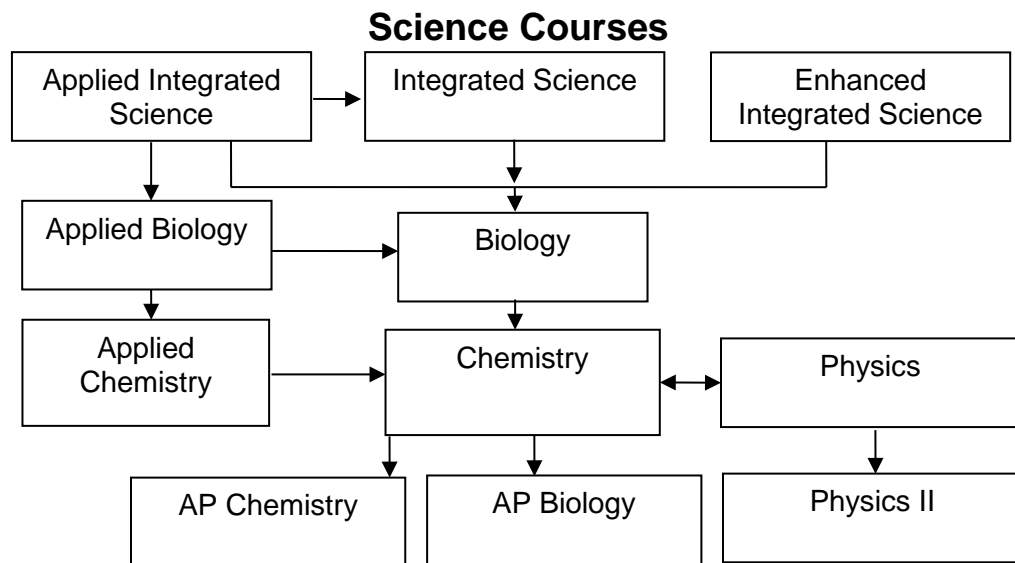 Science Courses
Applied Integrated
Science
Integrated Science
Enhanced
Integrated Science
Applied Biology
Biology
Applied
Chemistry
Chemistry
Physics
AP Chemistry
AP Biology
Physics II